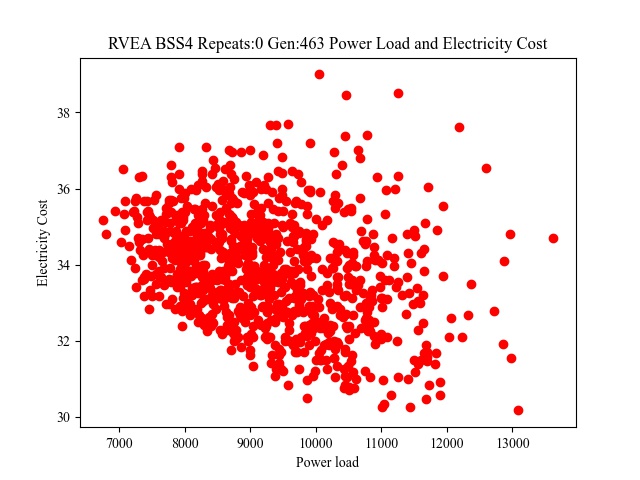 RVEA BSS4 Repeats:0 Gen:463 Power Load and Electricity Cost
Electricity Cost
38
36
34
32
30
7000 8000 9000 10000 11000 12000 13000
Power load